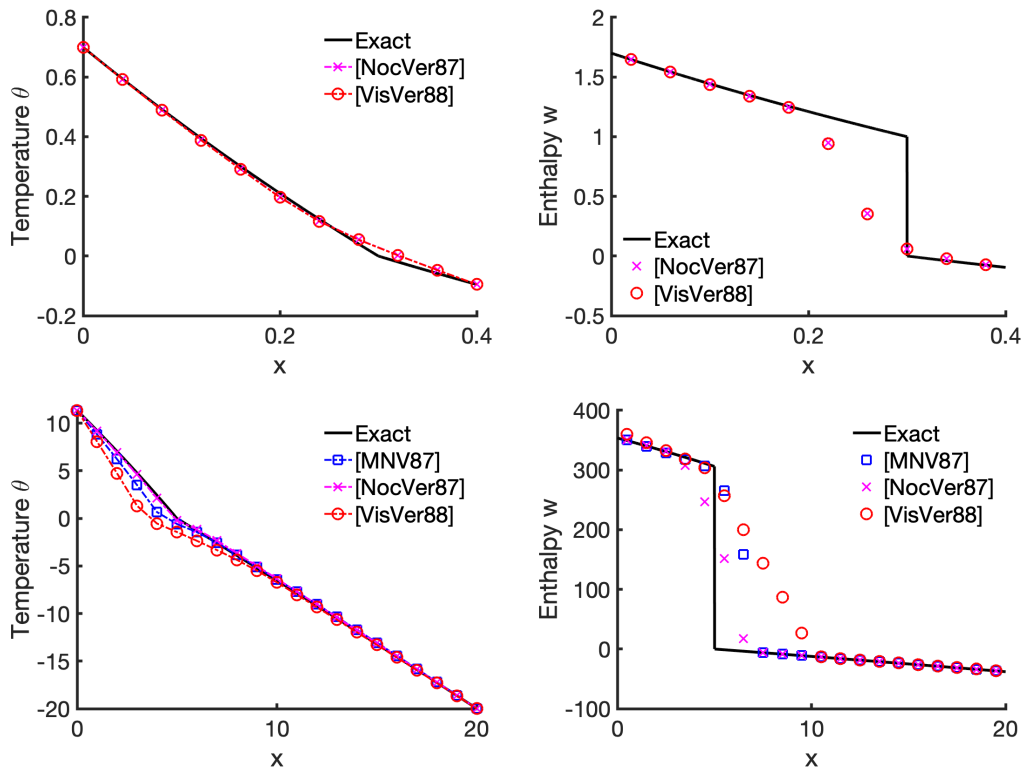 0.8
0.6
0.4
0.2
0
-0.2
0
0.2
0.4
Temperature θ
x
Exact
[NocVer87]
[VisVer88]
2
1.5
1
0.5
0
-0.5
0
0.2
0.4
Enthalpy w
x
Exact
[NocVer87]
[VisVer88]
10
5
0
-5
-10
-15
-20
0
10
20
Temperature θ
x
Exact
[MNV87]
[NocVer87]
[VisVer88]
400
300
200
100
0
-100
0
10
20
Enthalpy w
x
Exact
[MNV87]
[NocVer87]
[VisVer88]